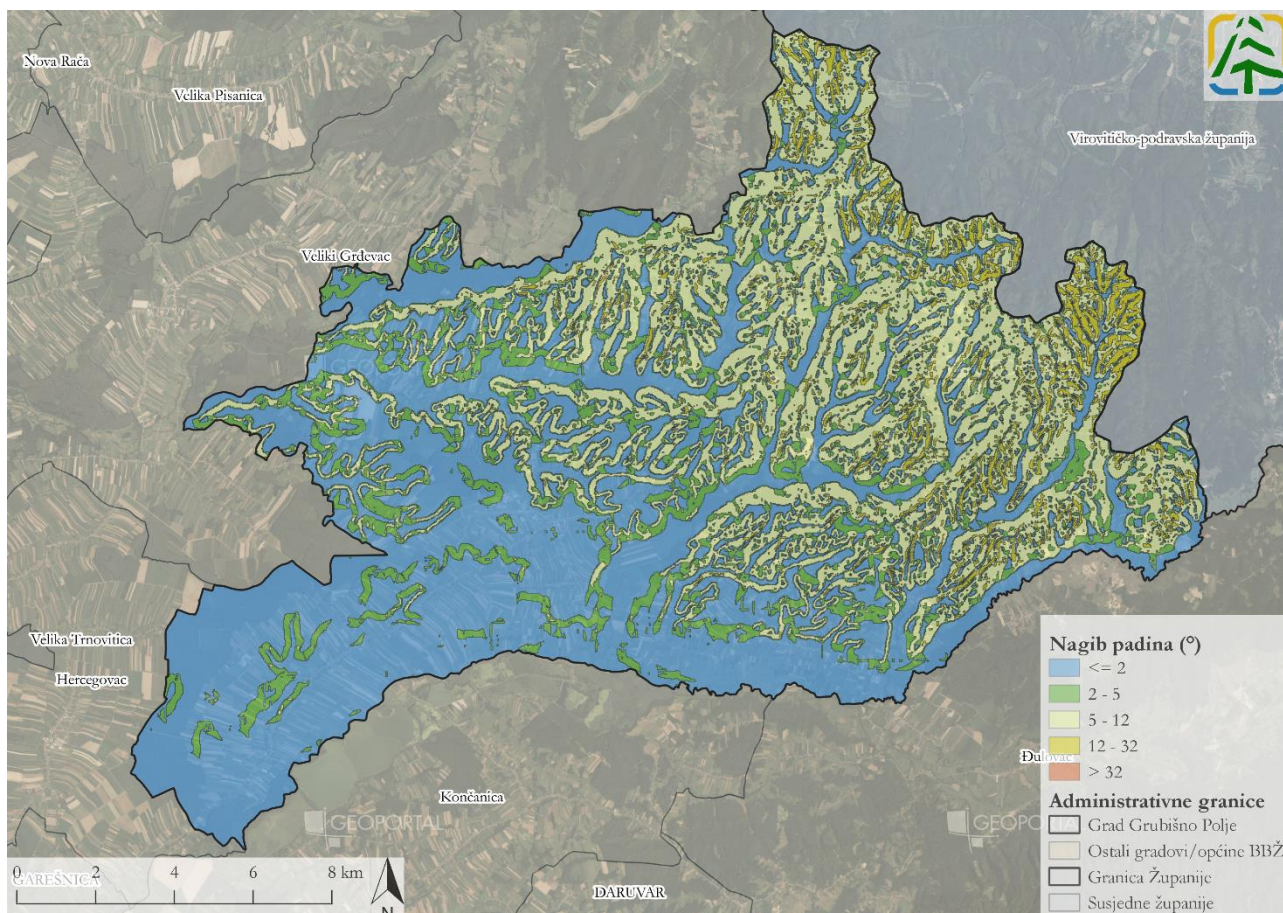 Nova Rača
Velika Pisanica
Virovitičko-podravska županija
Veliki Grđevac
GEOPORTAL
Velika Trnovitica
Hercegovac
Končanica
Đulovac
GEOPORTAL
GEOPO
DARUVAR
GAREŠNICA
0 2 4 6 8 km
N
Nagib padina (°)
<= 2
2 - 5
5 - 12
12 - 32
> 32
Administrativne granice
Grad Grubišno Polje
Ostali gradovi/općine BBŽ
Granica Županije
Susjedne županije